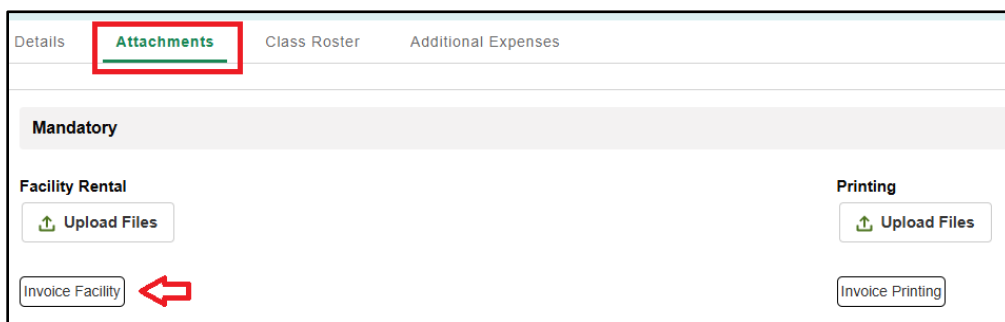 Details Attachments Class Roster Additional Expenses
Mandatory
Facility Rental Printing
Upload Files Upload Files
Invoice Facility Invoice Printing